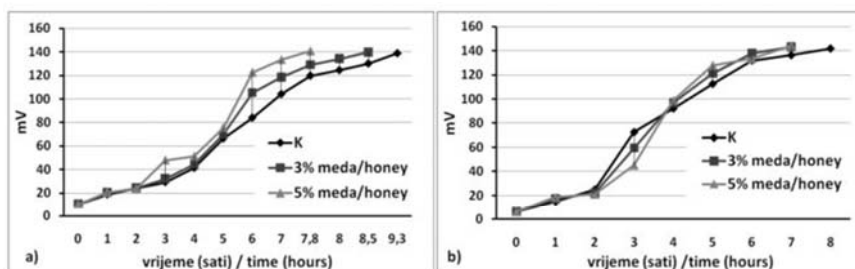 160
140
120
100
80
60
40
20
0
mV
K
3% meda/honey
5% meda/honey
0 1 2 3 4 5 6 7 7,8 8 8,5 9,3
a) vrijeme (sati) / time (hours)
160
140
120
100
80
60
40
20
0
mV
K
3% meda/honey
5% meda/honey
0 1 2 3 4 5 6 7 8
b) vrijeme (sati) / time (hours)